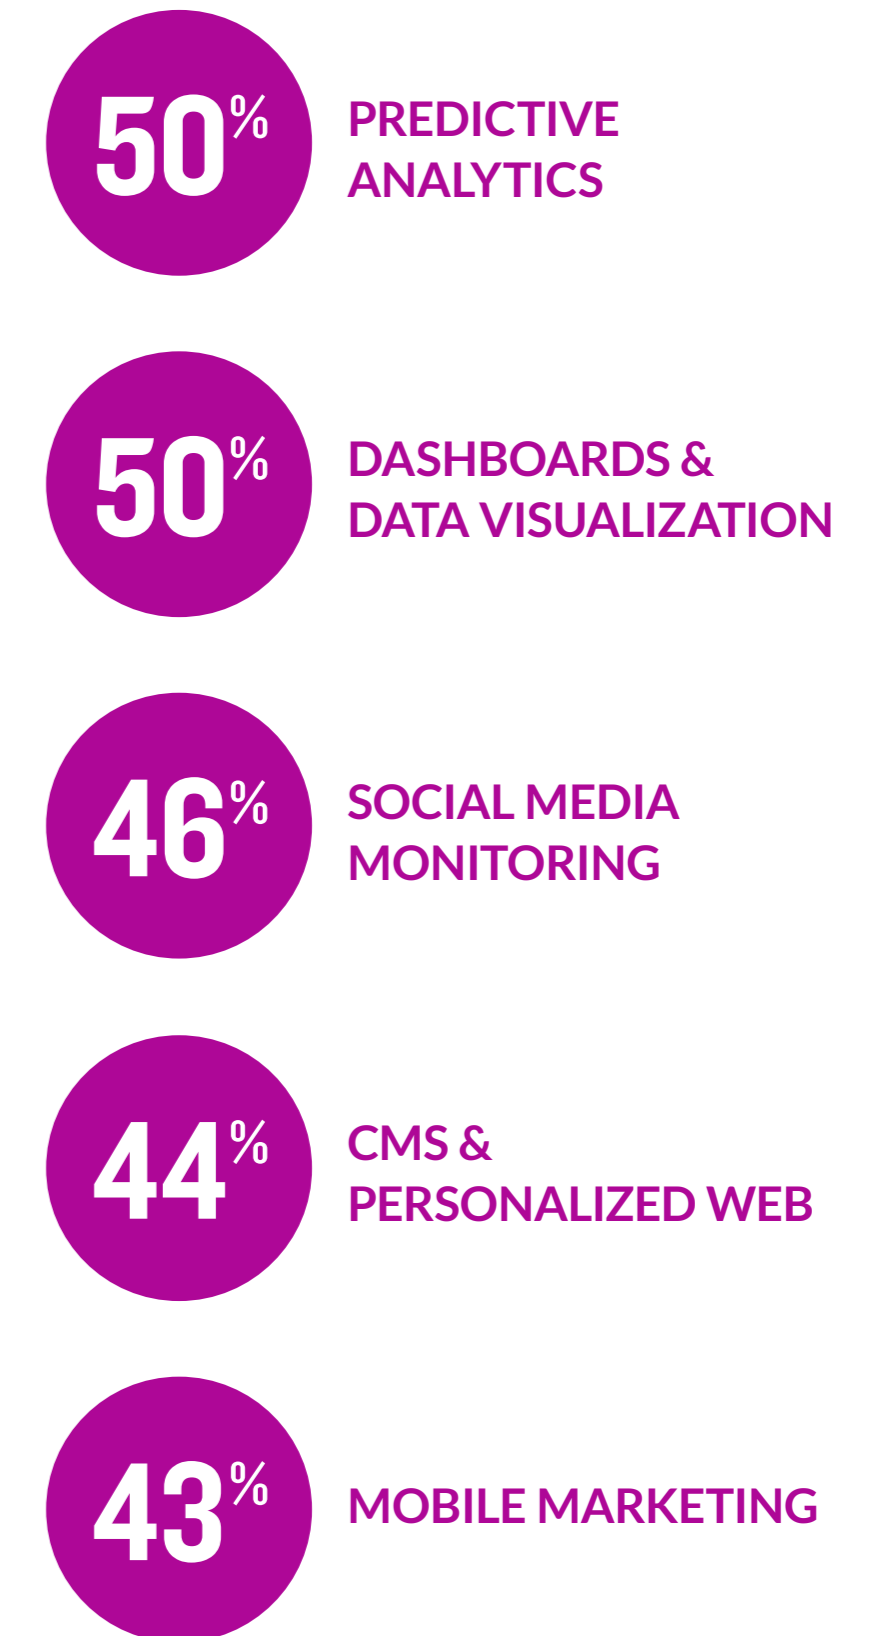 50%
PREDICTIVE
ANALYTICS
50%
DASHBOARDS &
DATA VISUALIZATION
46%
SOCIAL MEDIA
MONITORING
44%
CMS &
PERSONALIZED WEB
43%
MOBILE MARKETING